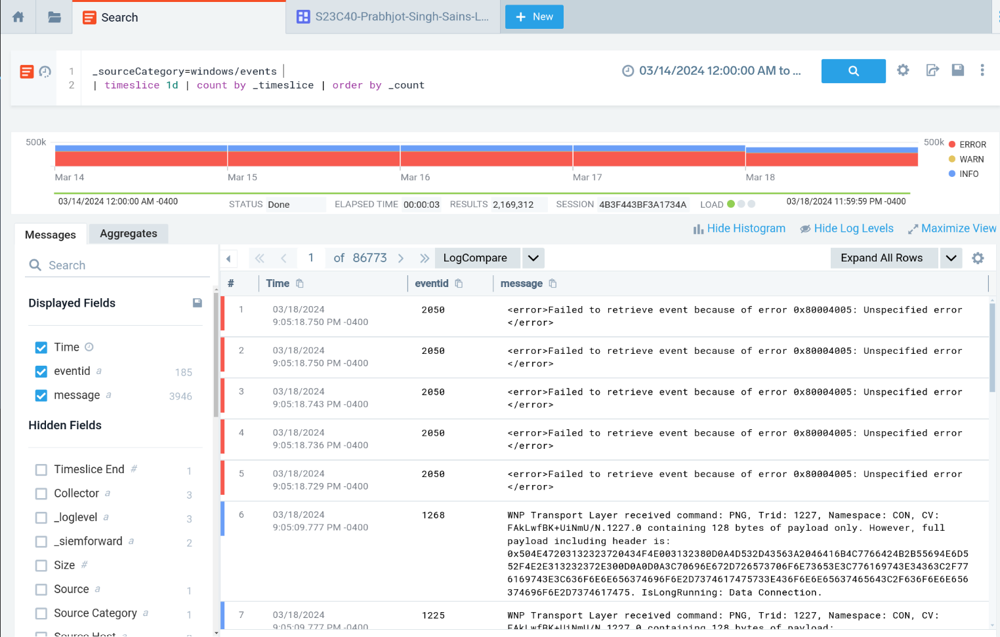 Search
S23C40-Prabhjot-Singh-Sains-L...
+ New
1 _sourceCategory=windows/events
2 | timeslice 1d | count by _timeslice | order by _count
03/14/2024 12:00:00 AM to ...
500k
500k
ERROR
WARN
INFO
Mar 14 Mar 15 Mar 16 Mar 17 Mar 18
03/14/2024 12:00:00 AM -0400
STATUS Done ELAPSED TIME 00:00:03 RESULTS 2,169,312 SESSION 4B3F443BF3A1734A LOAD
03/18/2024 11:59:59 PM -0400
Messages Aggregates
Hide Histogram Hide Log Levels Maximize View
Search
Displayed Fields
Time
eventid a 185
message a 3946
Hidden Fields
Timeslice End # 1
Collector a 3
_loglevel a 3
_siemforward a 2
Size #
Source a 1
Source Category a 1
Source Host a
1 of 86773 LogCompare Expand All Rows
# Time eventid message
1 03/18/2024 2050 <error>Failed to retrieve event because of error 0x80004005: Unspecified error
9:05:18.750 PM -0400 </error>
2 03/18/2024 2050 <error>Failed to retrieve event because of error 0x80004005: Unspecified error
9:05:18.750 PM -0400 </error>
3 03/18/2024 2050 <error>Failed to retrieve event because of error 0x80004005: Unspecified error
9:05:18.743 PM -0400 </error>
4 03/18/2024 2050 <error>Failed to retrieve event because of error 0x80004005: Unspecified error
9:05:18.736 PM -0400 </error>
5 03/18/2024 2050 <error>Failed to retrieve event because of error 0x80004005: Unspecified error
9:05:18.729 PM -0400 </error>
6 03/18/2024 1268 WNP Transport Layer received command: PNG, Trid: 1227, Namespace: CON, CV:
9:05:09.777 PM -0400 FAkLwfBK+UiNmU/N.1227.0 containing 128 bytes of payload only. However, full
payload including header is:
0x504E47203132323720434F4E003132380D0A4D532D43563A2046416B4C7766424B2B55694E6D5
52F4E2E313232372E300D0A0D0A3C70696E672D726573706F6E73653E3C776169743E34363C2F77
6169743E3C636F6E6E656374696F6E2D7374617475733E436F6E6E65637465643C2F636F6E6E656
374696F6E2D7374617475. IsLongRunning: Data Connection.
7 03/18/2024 1225 WNP Transport Layer received command: PNG, Trid: 1227, Namespace: CON, CV:
9:05:09.777 PM -0400 FAkLwfBK+UiNmU/N.1227.0 containing 128 bytes of payload: